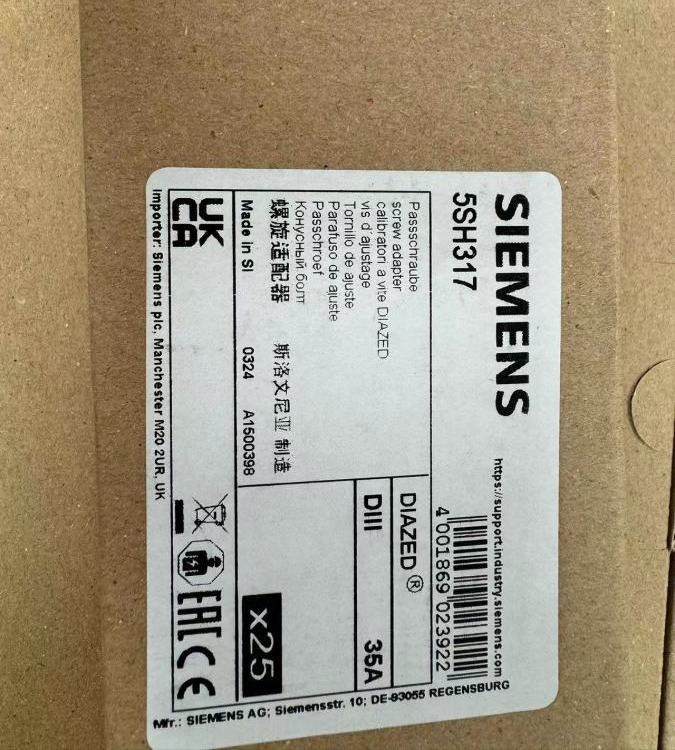 SIEMENS
https://support.industry.siemens.com
5SH317
4 001869 023922
Passschraube
screw adapter
calibratori a vite DIAZED
vis d'ajustage
Tornillo de ajuste
Parafuso de ajuste
Passchroef
Конусный болт
螺旋适配器 斯洛文尼亚 制造
Made in SI 0324 A1500398
DIAZED®
DIII 35A
x25
UK
CA
EAC CE
Importer: Siemens plc, Manchester M20 2UR, UK
Mfr.: SIEMENS AG; Siemensstr. 10; DE-93055 REGENSBURG